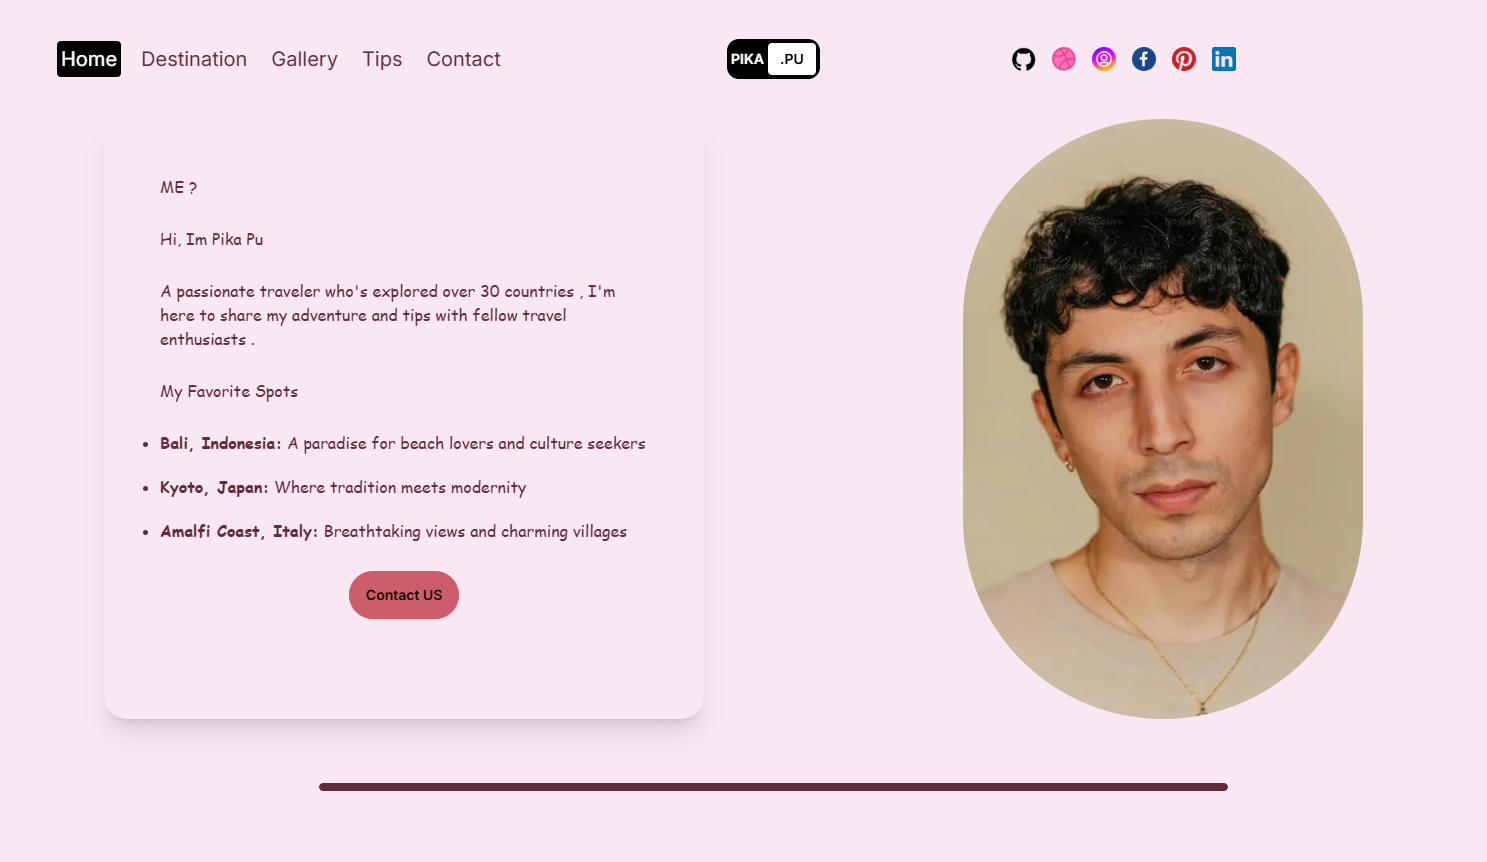 Home Destination Gallery Tips Contact
PIKA .PU
ME ?
Hi, Im Pika Pu
A passionate traveler who's explored over 30 countries , I'm
here to share my adventure and tips with fellow travel
enthusiasts .
My Favorite Spots
Bali, Indonesia: A paradise for beach lovers and culture seekers
Kyoto, Japan: Where tradition meets modernity
Amalfi Coast, Italy: Breathtaking views and charming villages
Contact US